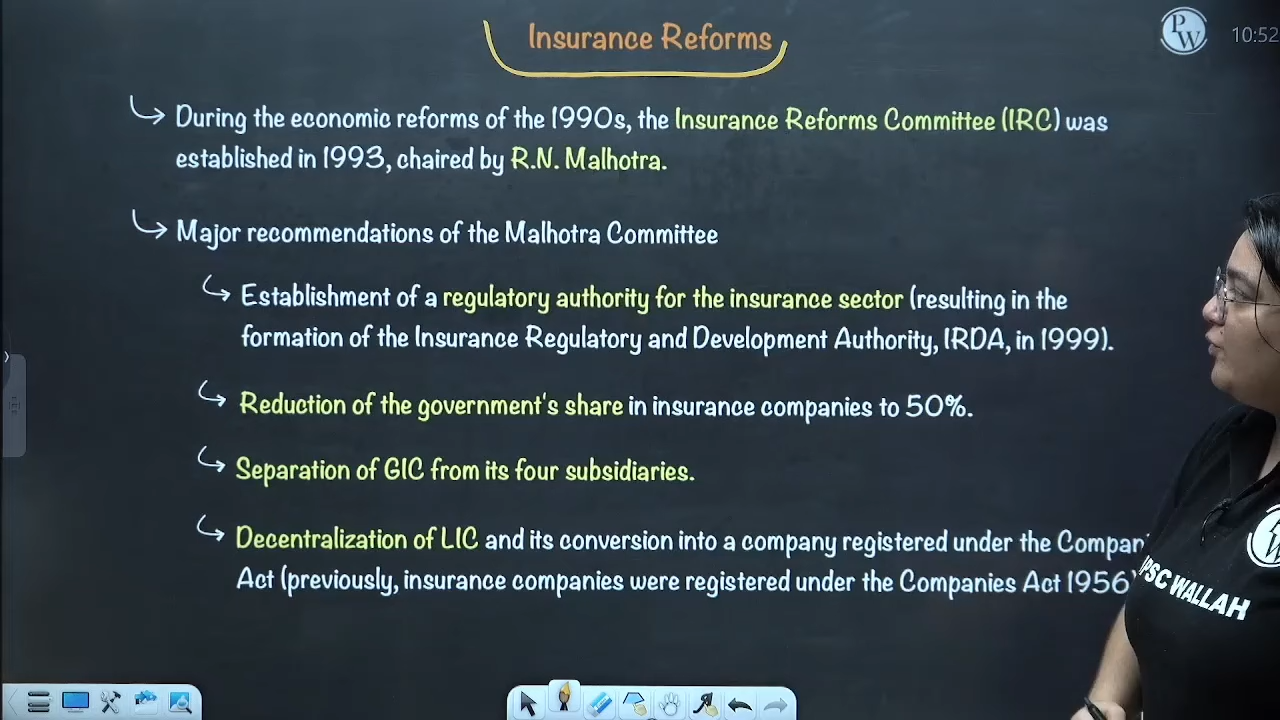 Insurance Reforms
PW
10:52
During the economic reforms of the 1990s, the Insurance Reforms Committee (IRC) was
established in 1993, chaired by R.N. Malhotra.
Major recommendations of the Malhotra Committee
Establishment of a regulatory authority for the insurance sector (resulting in the
formation of the Insurance Regulatory and Development Authority, IRDA, in 1999).
Reduction of the government's share in insurance companies to 50%.
Separation of GIC from its four subsidiaries.
Decentralization of LIC and its conversion into a company registered under the
Act (previously, insurance companies were registered under the Companies Act 1956
PSC WALLAH